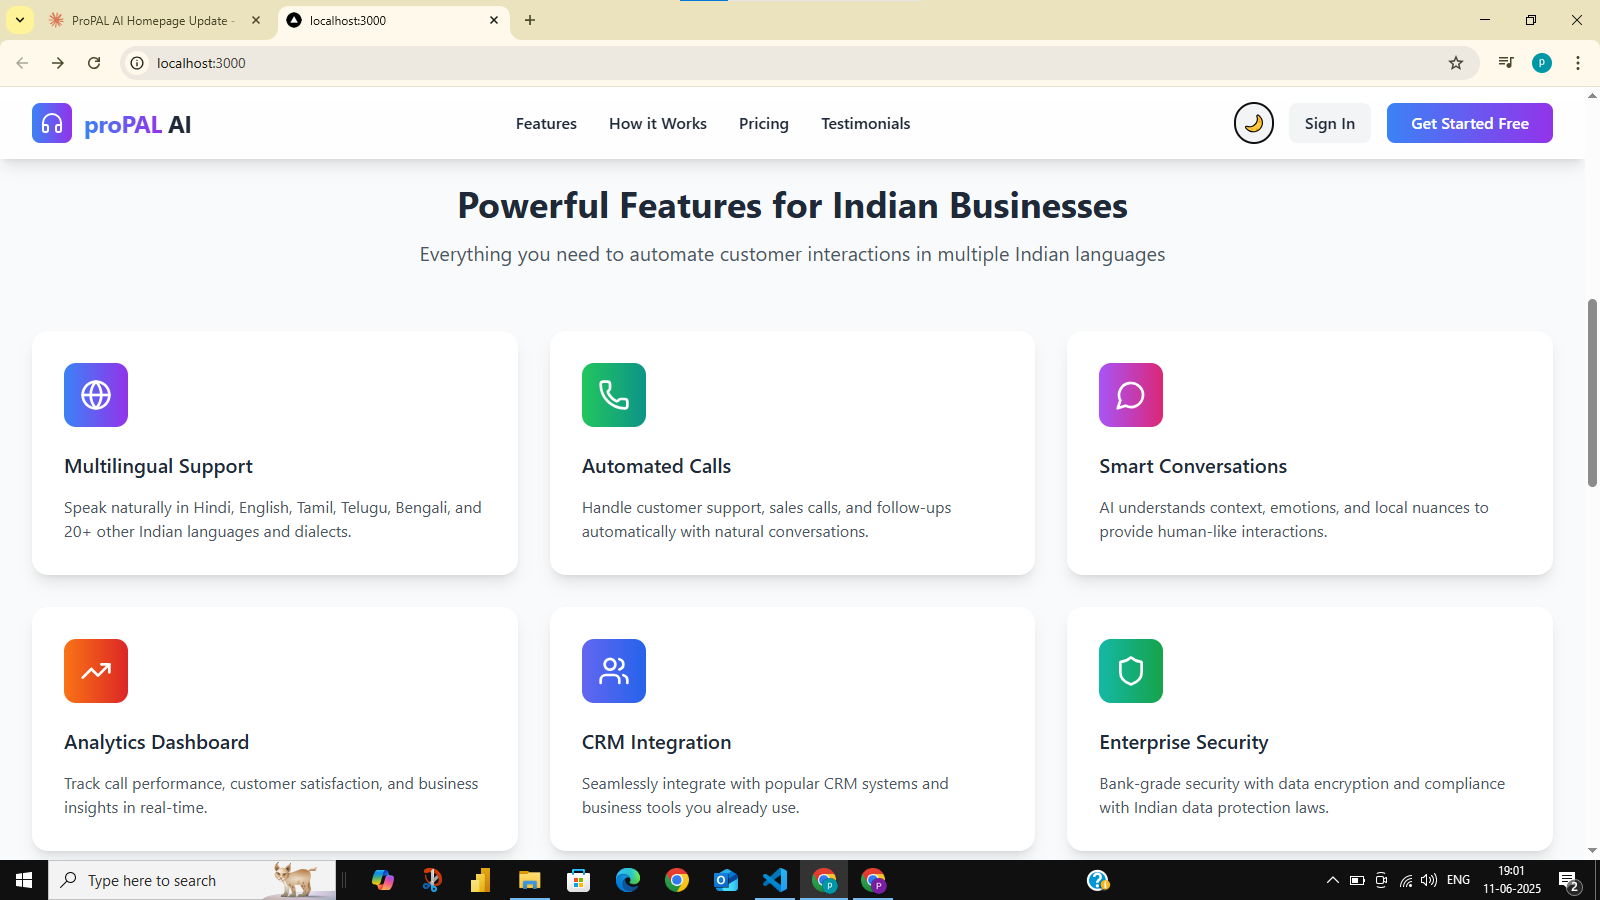 ProPAL AI Homepage Update -
localhost:3000
localhost:3000
P
proPAL AI
Features
How it Works
Pricing
Testimonials
Sign In
Get Started Free
Powerful Features for Indian Businesses
Everything you need to automate customer interactions in multiple Indian languages
Multilingual Support
Speak naturally in Hindi, English, Tamil, Telugu, Bengali, and
20+ other Indian languages and dialects.
Automated Calls
Handle customer support, sales calls, and follow-ups
automatically with natural conversations.
Smart Conversations
AI understands context, emotions, and local nuances to
provide human-like interactions.
Analytics Dashboard
Track call performance, customer satisfaction, and business
insights in real-time.
CRM Integration
Seamlessly integrate with popular CRM systems and
business tools you already use.
Enterprise Security
Bank-grade security with data encryption and compliance
with Indian data protection laws.
Type here to search
ENG
19:01
11-06-2025
2